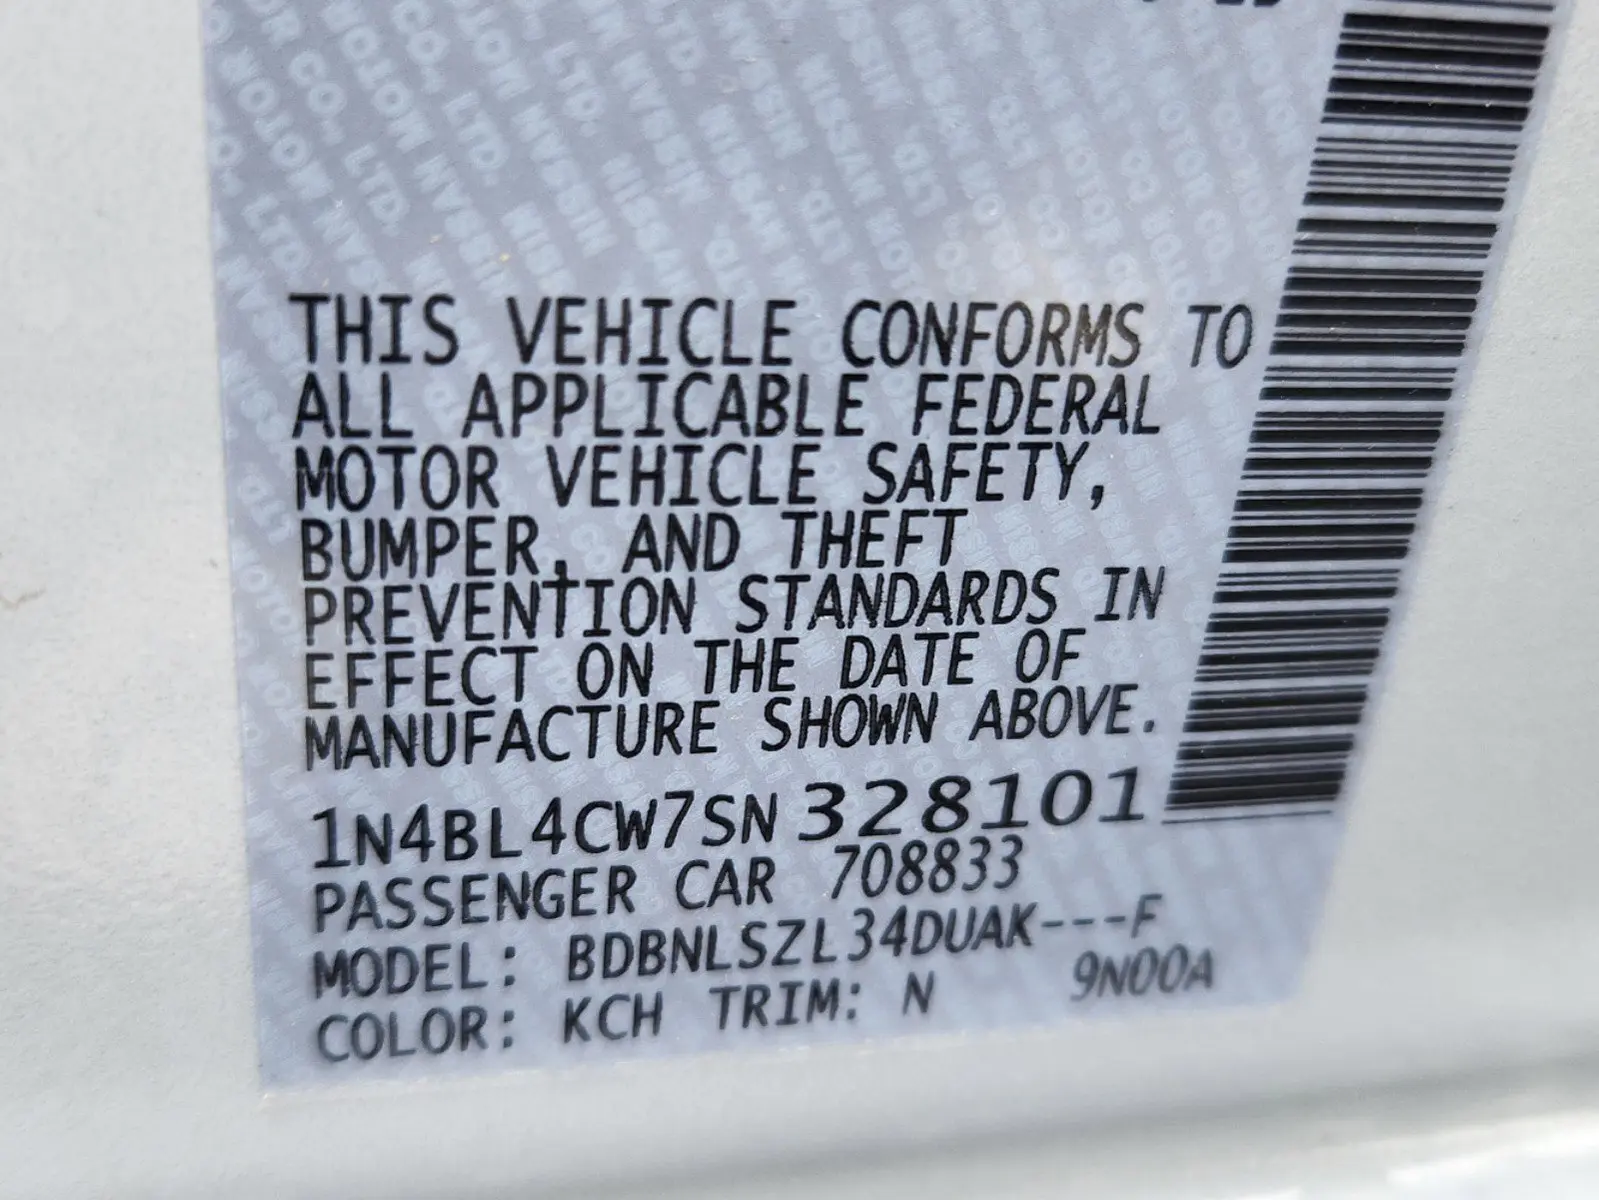 THIS VEHICLE CONFORMS TO
ALL APPLICABLE FEDERAL
MOTOR VEHICLE SAFETY,
BUMPER, AND THEFT
PREVENTION STANDARDS IN
EFFECT ON THE DATE OF
MANUFACTURE SHOWN ABOVE.
1N4BL4CW7SN328101
PASSENGER CAR 708833
MODEL: BDBNLSZL34DUAK---F
COLOR: KCH TRIM: N 9N00A